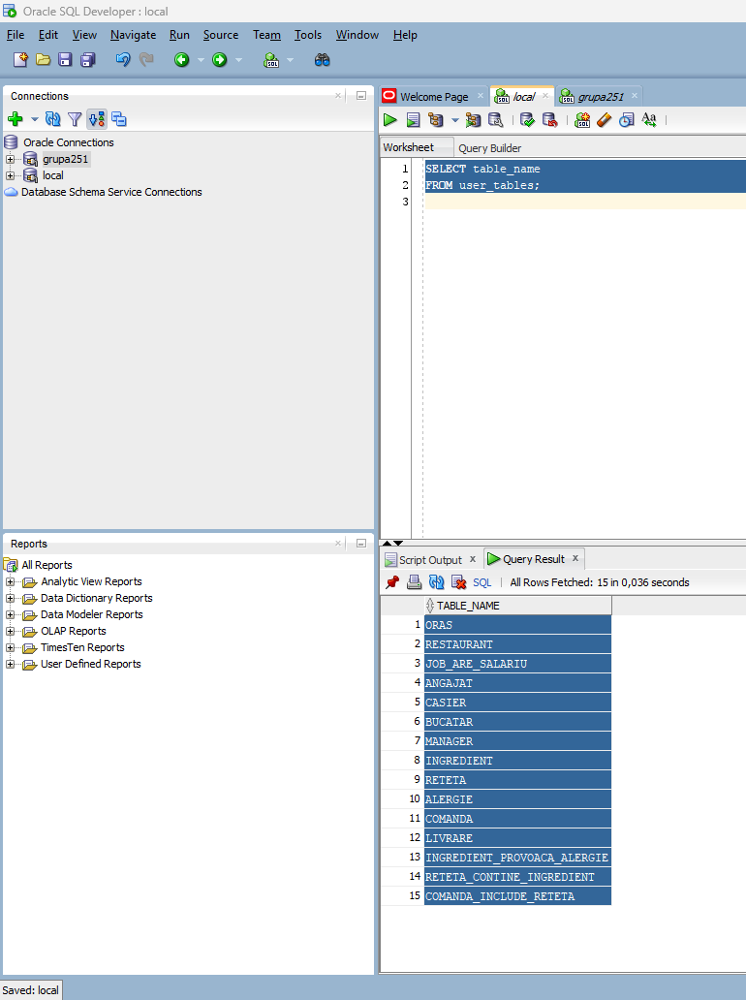 Oracle SQL Developer : local
File Edit View Navigate Run Source Team Tools Window Help
SQL
Connections
Oracle Connections
grupa251
local
Database Schema Service Connections
Reports
All Reports
Analytic View Reports
Data Dictionary Reports
Data Modeler Reports
OLAP Reports
TimesTen Reports
User Defined Reports
Welcome Page local grupa251
Worksheet Query Builder
1 SELECT table_name
2 FROM user_tables;
3
Script Output x Query Result x
SQL | All Rows Fetched: 15 in 0,036 seconds
TABLE_NAME
1 ORAS
2 RESTAURANT
3 JOB_ARE_SALARIU
4 ANGAJAT
5 CASIER
6 BUCATAR
7 MANAGER
8 INGREDIENT
9 RETETA
10 ALERGIE
11 COMANDA
12 LIVRARE
13 INGREDIENT_PROVOACA_ALERGIE
14 RETETA_CONTINE_INGREDIENT
15 COMANDA_INCLUDE_RETETA
Saved: local